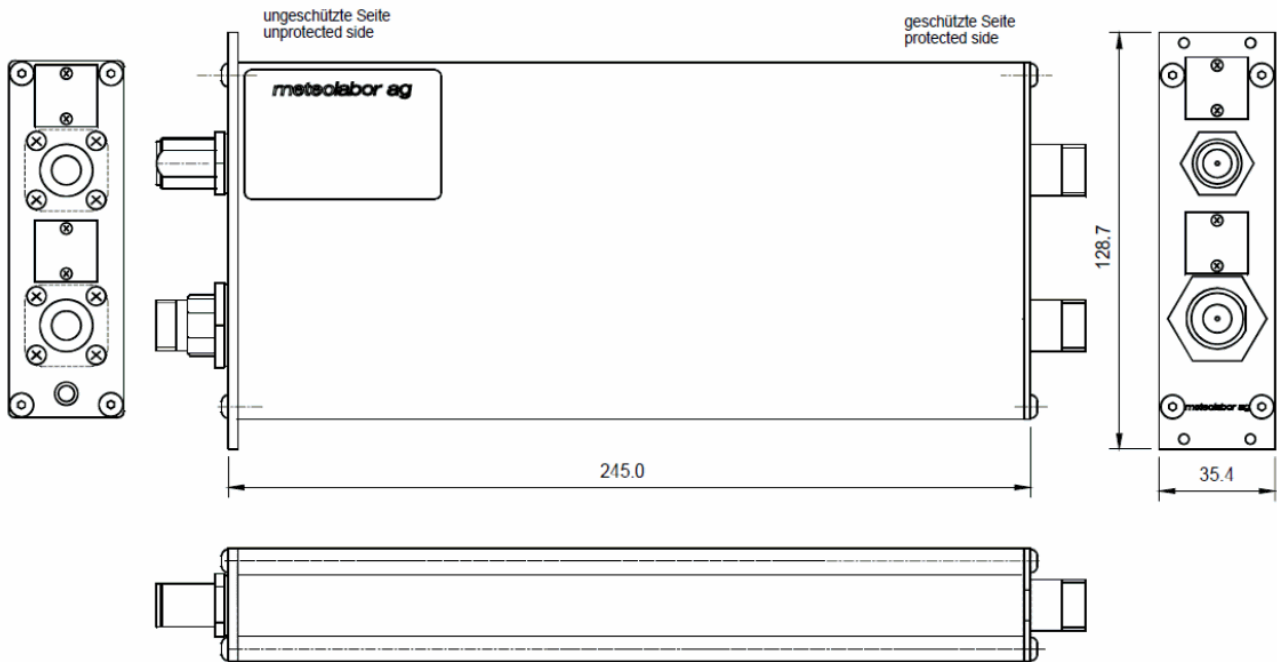 ungeschützte Seite
unprotected side
geschützte Seite
protected side
meteolabor ag
128.7
meteolabor ag
245.0
35.4